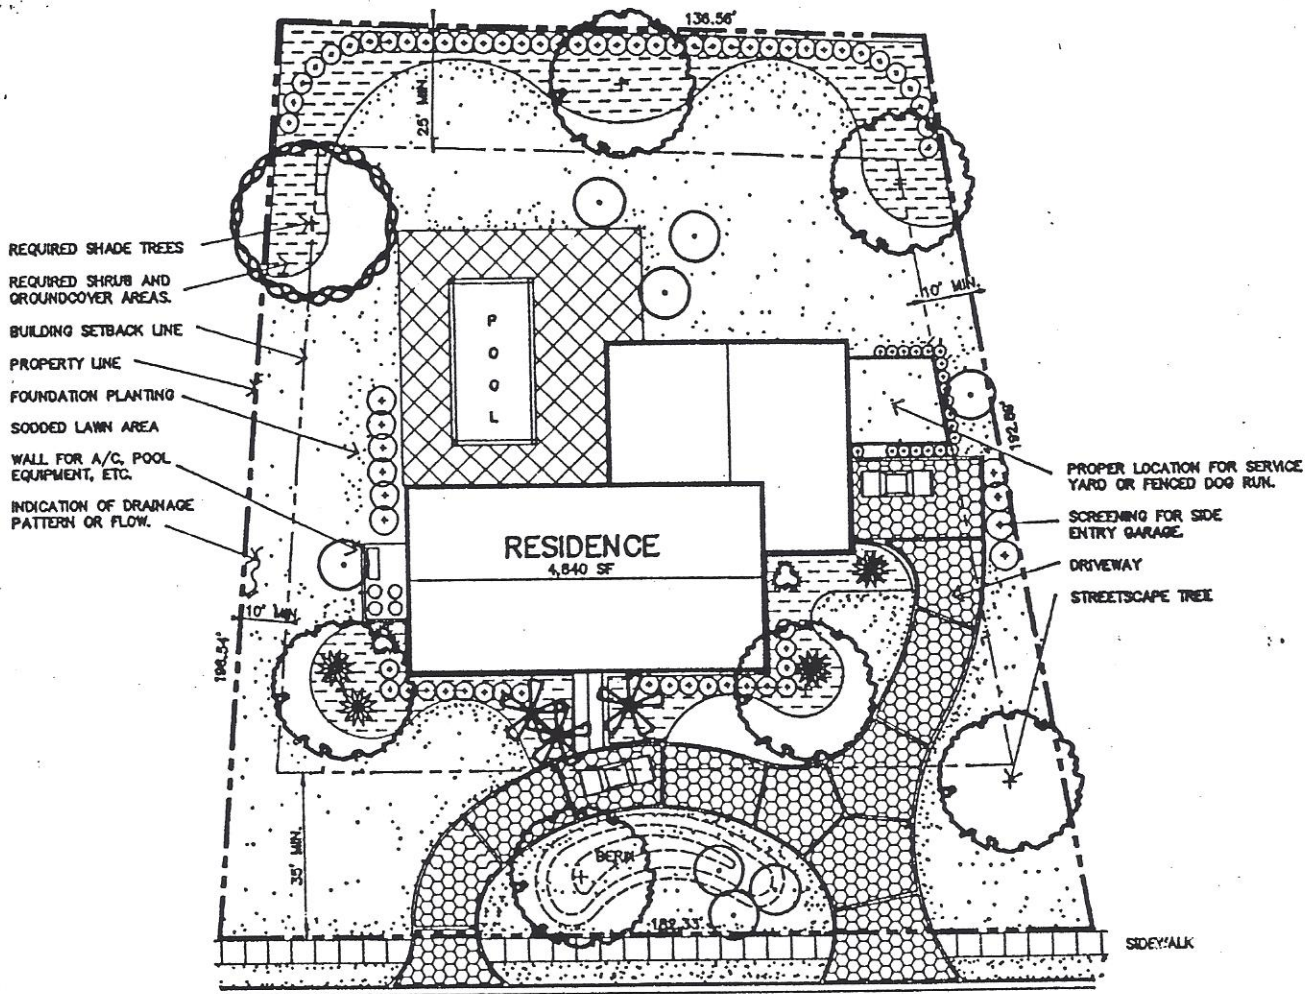 136.56'
25' MIN.
REQUIRED SHADE TREES
REQUIRED SHRUB AND
GROUNDCOVER AREAS.
BUILDING SETBACK LINE
PROPERTY LINE
FOUNDATION PLANTING
SODDED LAWN AREA
WALL FOR A/C, POOL
EQUIPMENT, ETC.
INDICATION OF DRAINAGE
PATTERN OR FLOW.
10' MIN.
POOL
RESIDENCE
4,640 SF
10' MIN
192.89'
PROPER LOCATION FOR SERVICE
YARD OR FENCED DOG RUN.
SCREENING FOR SIDE
ENTRY GARAGE.
DRIVEWAY
STREETSCAPE TREE
198.54'
35' MIN.
BERM
182.33'
SIDEWALK